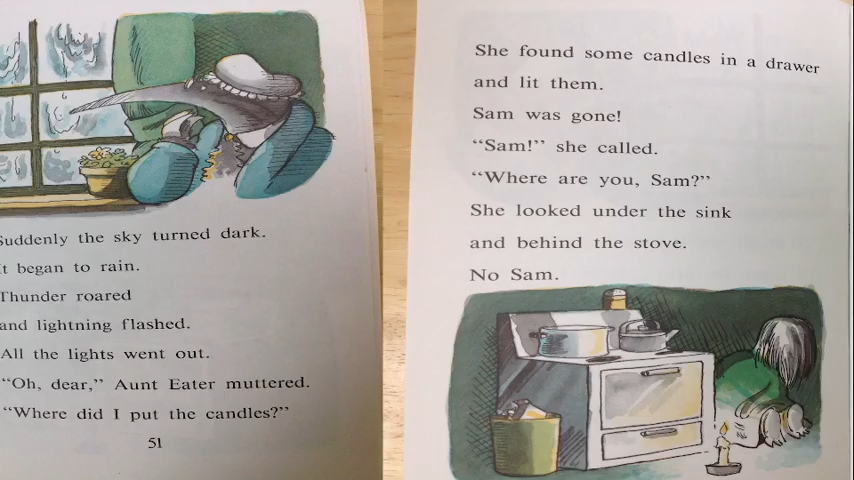 Suddenly the sky turned dark.
It began to rain.
Thunder roared
and lightning flashed.
All the lights went out.
“Oh, dear,” Aunt Eater muttered.
“Where did I put the candles?”
51
She found some candles in a drawer
and lit them.
Sam was gone!
“Sam!” she called.
“Where are you, Sam?”
She looked under the sink
and behind the stove.
No Sam.